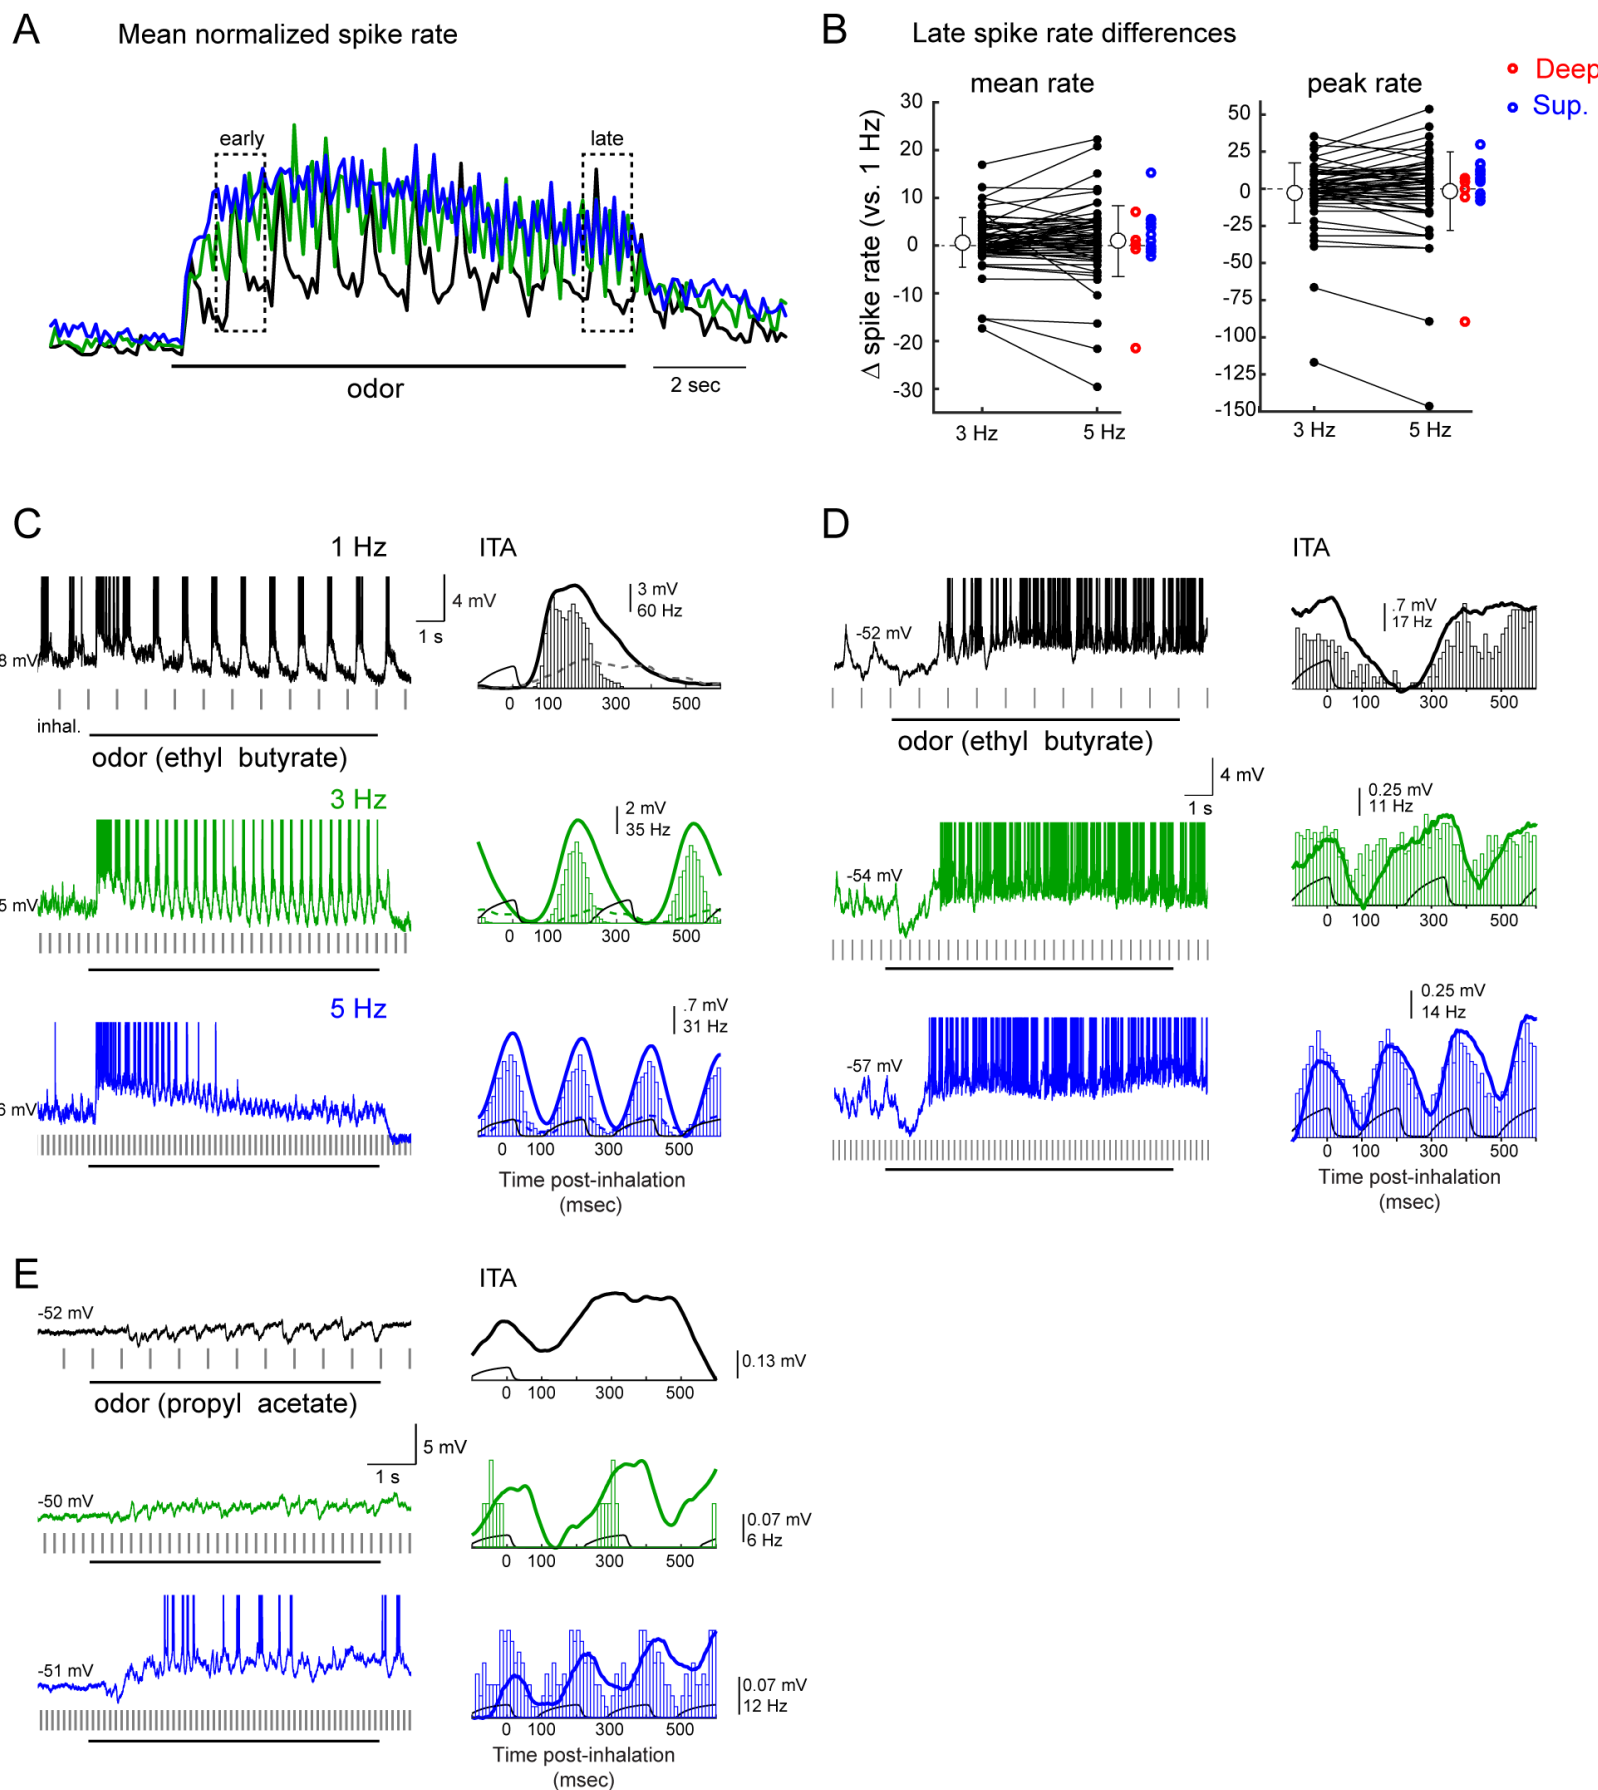 A
Mean normalized spike rate
early
late
odor
2 sec
B
Late spike rate differences
mean rate
peak rate
Deep
Sup.
Δ spike rate (vs. 1 Hz)
30
20
10
0
-10
-20
-30
3 Hz
5 Hz
50
25
0
-25
-50
-75
-100
-125
-150
3 Hz
5 Hz
C
1 Hz
4 mV
1 s
8 mV
inhal.
odor (ethyl butyrate)
ITA
3 mV
60 Hz
0 100 300 500
3 Hz
5 mV
2 mV
35 Hz
0 100 300 500
5 Hz
6 mV
.7 mV
31 Hz
0 100 300 500
Time post-inhalation
(msec)
D
-52 mV
odor (ethyl butyrate)
4 mV
1 s
ITA
.7 mV
17 Hz
0 100 300 500
-54 mV
0.25 mV
11 Hz
0 100 300 500
-57 mV
0.25 mV
14 Hz
0 100 300 500
Time post-inhalation
(msec)
E
-52 mV
odor (propyl acetate)
5 mV
1 s
ITA
0.13 mV
0 100 300 500
-50 mV
0.07 mV
6 Hz
0 100 300 500
-51 mV
0.07 mV
12 Hz
0 100 300 500
Time post-inhalation
(msec)